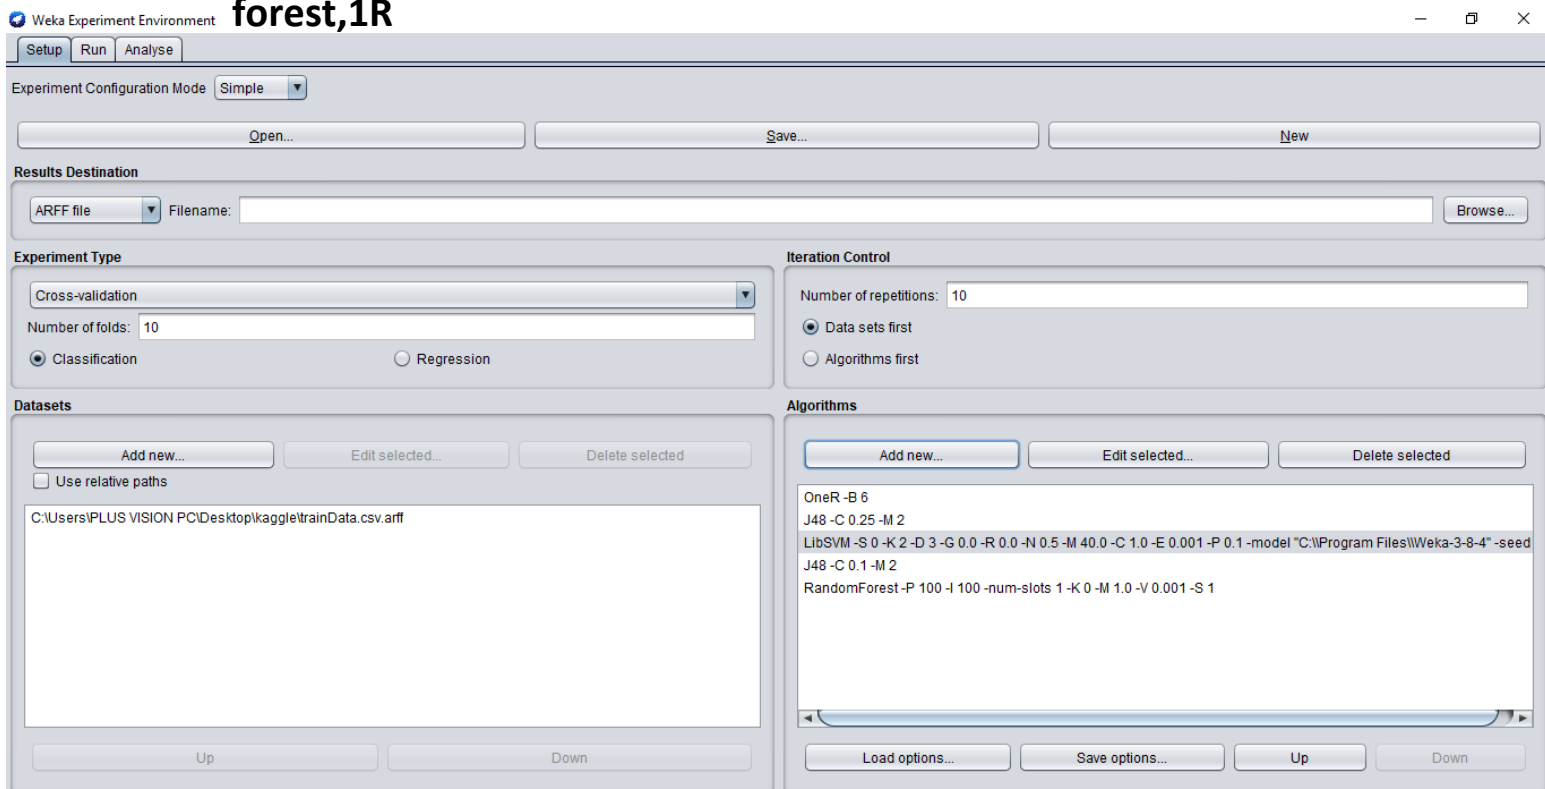 forest,1R
Weka Experiment Environment
Setup Run Analyse
Experiment Configuration Mode Simple
Open... Save... New
Results Destination
ARFF file Filename: Browse...
Experiment Type
Cross-validation
Number of folds: 10
Classification Regression
Iteration Control
Number of repetitions: 10
Data sets first
Algorithms first
Datasets
Add new... Edit selected... Delete selected
Use relative paths
C:\Users\PLUS VISION PC\Desktop\kaggle\trainData.csv.arff
Up Down
Algorithms
Add new... Edit selected... Delete selected
OneR -B 6
J48 -C 0.25 -M 2
LibSVM -S 0 -K 2 -D 3 -G 0.0 -R 0.0 -N 0.5 -M 40.0 -C 1.0 -E 0.001 -P 0.1 -model "C:\\Program Files\\Weka-3-8-4" -seed
J48 -C 0.1 -M 2
RandomForest -P 100 -I 100 -num-slots 1 -K 0 -M 1.0 -V 0.001 -S 1
Load options... Save options... Up Down